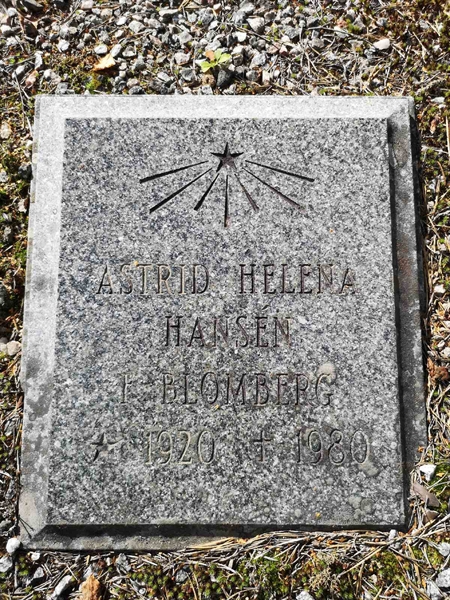 ASTRID HELENA
HANSEN
F BLOMBERG
* 1920 † 1980